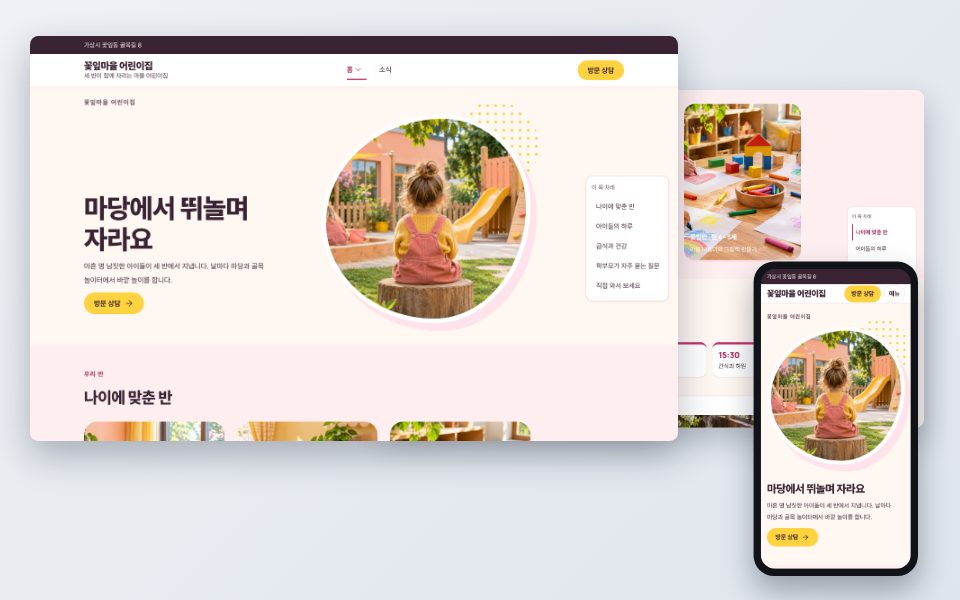 가상시 꽃잎동 골목길 8
꽃잎마을 어린이집
세 반이 함께 자라는 마을 어린이집
홈
소식
방문 상담
꽃잎마을 어린이집
마당에서 뛰놀며
자라요
마흔 명 남짓한 아이들이 세 반에서 지냅니다. 날마다 마당과 골목
놀이터에서 바깥 놀이를 합니다.
방문 상담
이 쪽 차례
나이에 맞춘 반
아이들의 하루
급식과 건강
학부모가 자주 묻는 질문
직접 와서 보세요
우리 반
나이에 맞춘 반
이 쪽 차례
나이에 맞춘 반
아이들의 하루
15:30
간식과 하원
가상시 꽃잎동 골목길 8
꽃잎마을 어린이집
방문 상담
메뉴
꽃잎마을 어린이집
마당에서 뛰놀며 자라요
마흔 명 남짓한 아이들이 세 반에서 지냅니다. 날마다
마당과 골목 놀이터에서 바깥 놀이를 합니다.
방문 상담